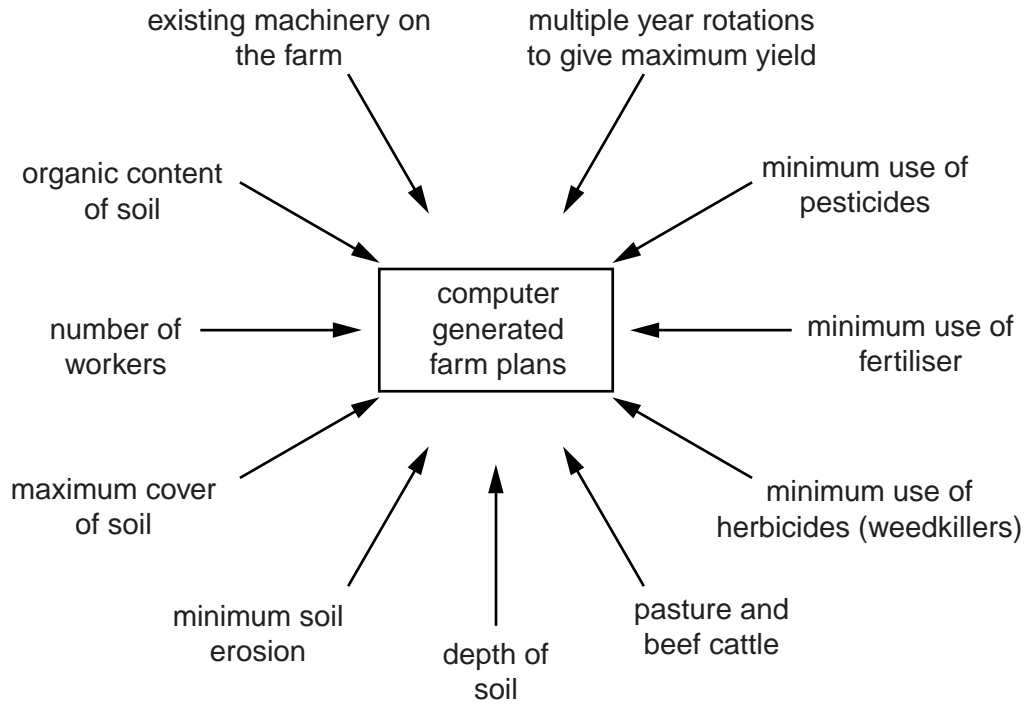 existing machinery on
the farm
multiple year rotations
to give maximum yield
organic content
of soil
minimum use of
pesticides
computer
generated
farm plans
number of
workers
minimum use of
fertiliser
maximum cover
of soil
minimum use of
herbicides (weedkillers)
minimum soil
erosion
depth of
soil
pasture and
beef cattle